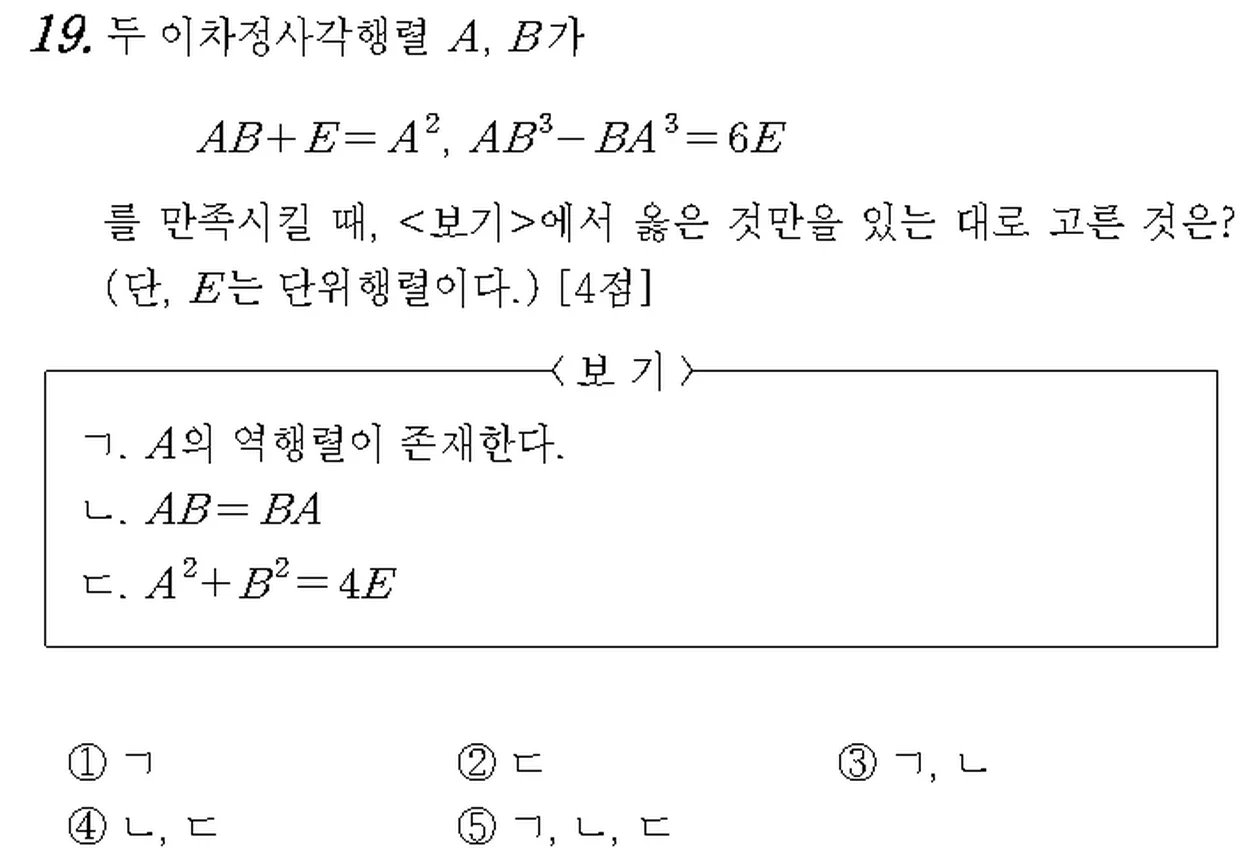 19. 두 이차정사각행렬 A, B가
AB+E=A², AB³-BA³=6E
를 만족시킬 때, <보기>에서 옳은 것만을 있는 대로 고른 것은?
(단, E는 단위행렬이다.) [4점]
〈보 기〉
ㄱ. A의 역행렬이 존재한다.
ㄴ. AB=BA
ㄷ. A²+B²=4E
① ㄱ ② ㄷ ③ ㄱ, ㄴ
④ ㄴ, ㄷ ⑤ ㄱ, ㄴ, ㄷ